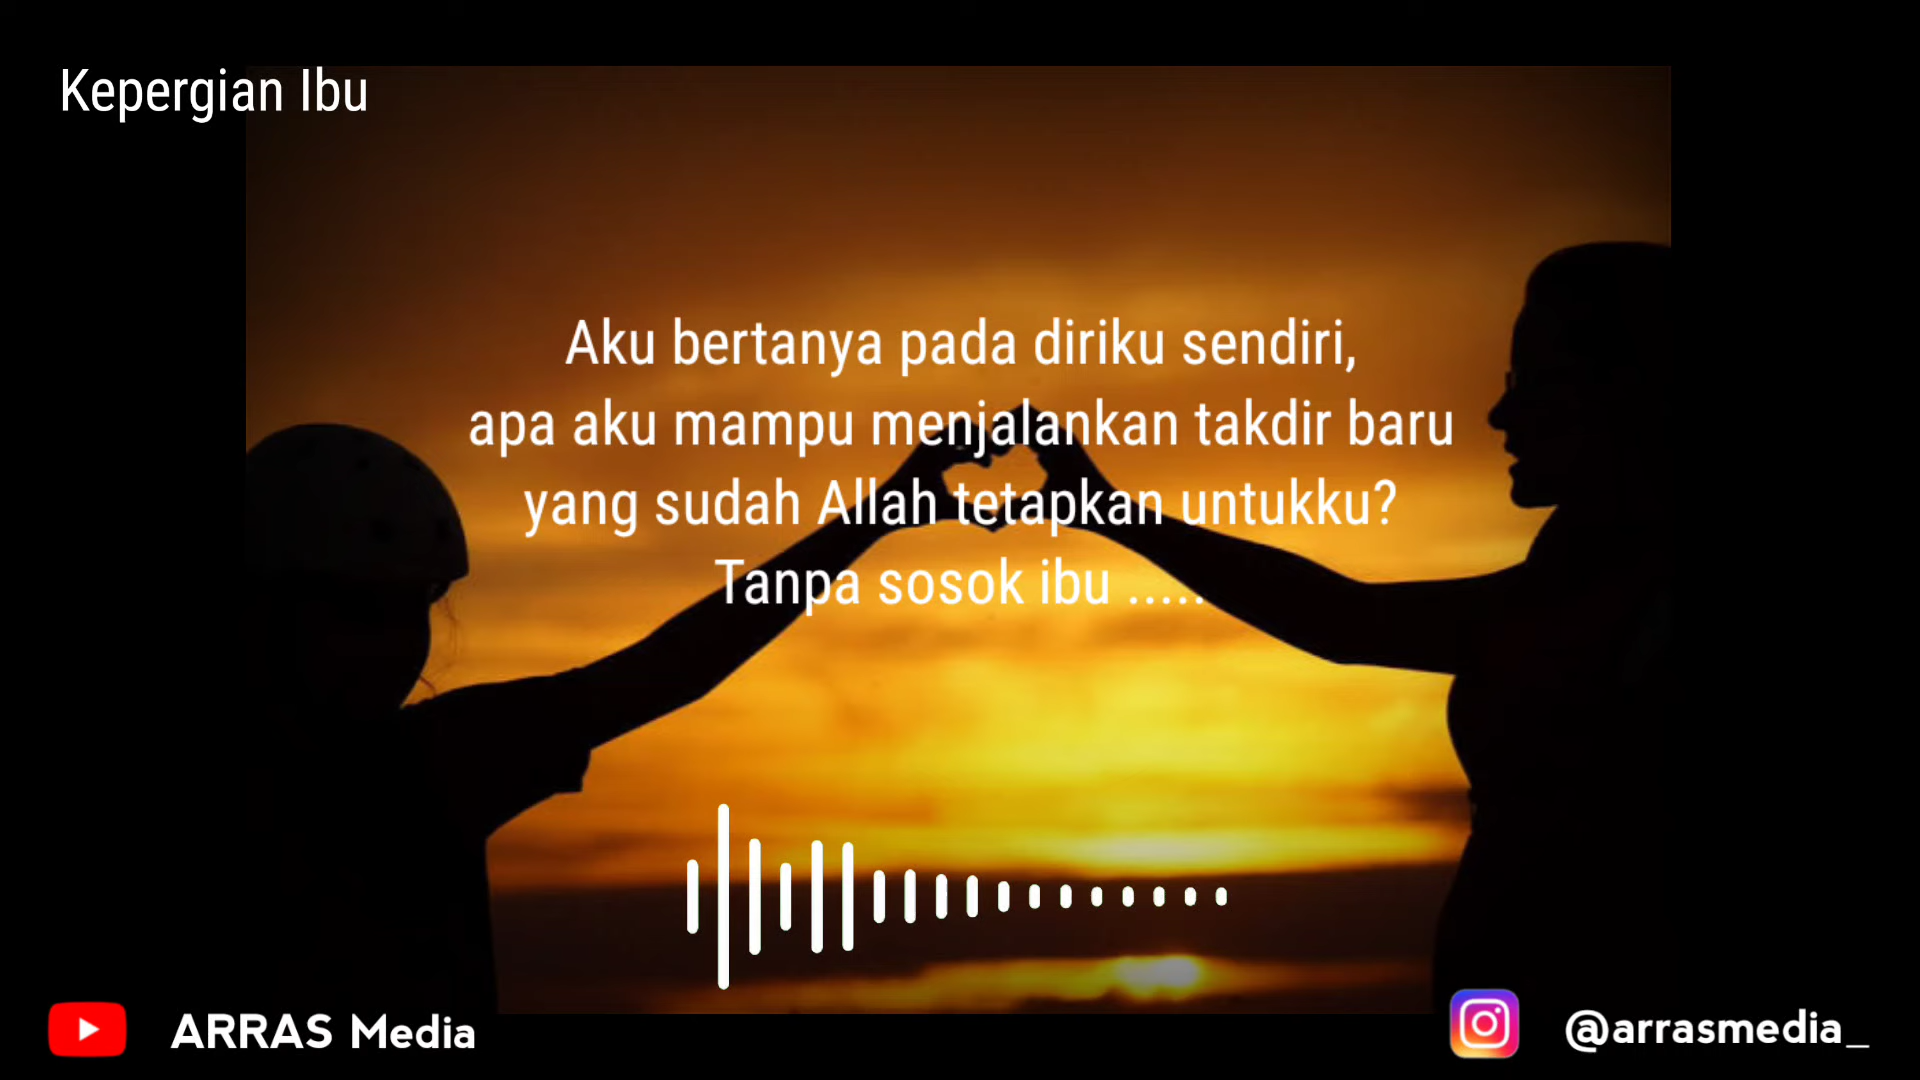 Kepergian Ibu
Aku bertanya pada diriku sendiri,
apa aku mampu menjalankan takdir baru
yang sudah Allah tetapkan untukku?
Tanpa sosok ibu .....
ARRAS Media
@arrasmedia_